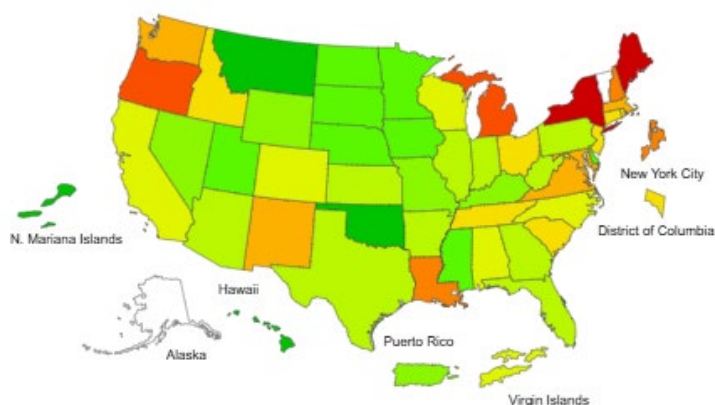 New York City
District of Columbia
N. Mariana Islands
Hawaii
Puerto Rico
Alaska
Virgin Islands